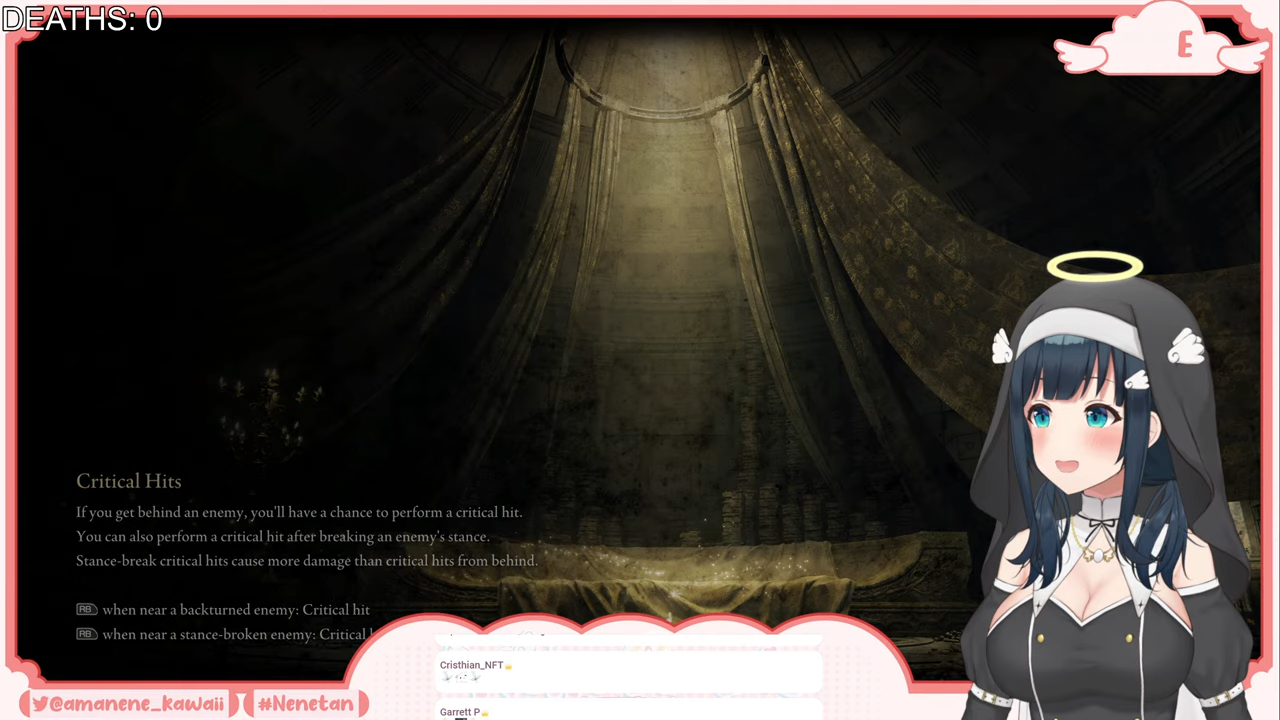 DEATHS: 0
E
Critical Hits
If you get behind an enemy, you'll have a chance to perform a critical hit.
You can also perform a critical hit after breaking an enemy's stance.
Stance-break critical hits cause more damage than critical hits from behind.
RB when near a backturned enemy: Critical hit
RB when near a stance-broken enemy: Critical
Cristhian_NFT
Garrett P
@amanene_kawaii
#Nenetan